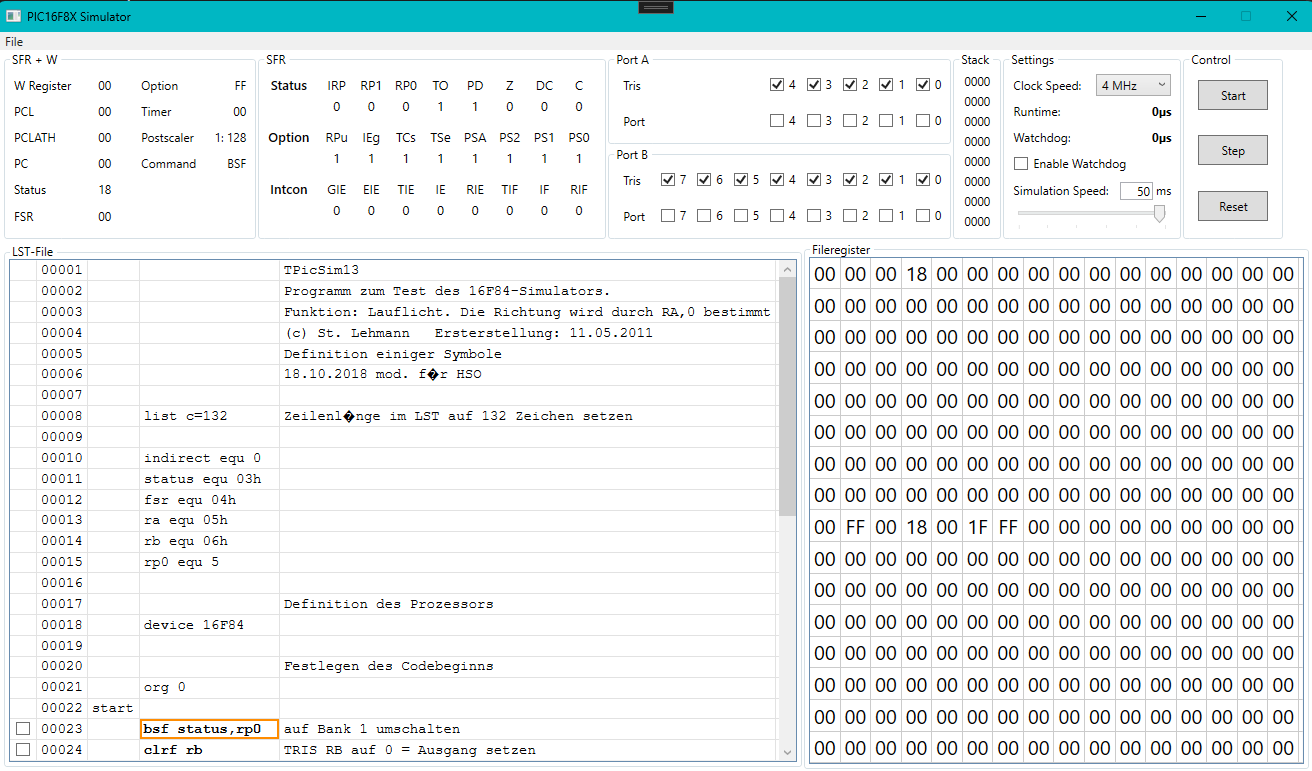 PIC16F8X Simulator
File
SFR + W
W Register 00 Option FF
PCL 00 Timer 00
PCLATH 00 Postscaler 1: 128
PC 00 Command BSF
Status 18
FSR 00
SFR
Status IRP RP1 RP0 TO PD Z DC C
0 0 0 1 1 0 0 0
Option RPu IEg TCs TSe PSA PS2 PS1 PS0
1 1 1 1 1 1 1 1
Intcon GIE EIE TIE IE RIE TIF IF RIF
0 0 0 0 0 0 0 0
Port A
Tris 4 3 2 1 0
Port 4 3 2 1 0
Port B
Tris 7 6 5 4 3 2 1 0
Port 7 6 5 4 3 2 1 0
Stack
0000
0000
0000
0000
0000
0000
0000
0000
Settings
Clock Speed: 4 MHz
Runtime: 0µs
Watchdog: 0µs
Enable Watchdog
Simulation Speed: 50 ms
Control
Start
Step
Reset
LST-File
00001 TPicSim13
00002 Programm zum Test des 16F84-Simulators.
00003 Funktion: Lauflicht. Die Richtung wird durch RA,0 bestimmt
00004 (c) St. Lehmann Ersterstellung: 11.05.2011
00005 Definition einiger Symbole
00006 18.10.2018 mod. f�r HSO
00007
00008 list c=132 Zeilenl�nge im LST auf 132 Zeichen setzen
00009
00010 indirect equ 0
00011 status equ 03h
00012 fsr equ 04h
00013 ra equ 05h
00014 rb equ 06h
00015 rp0 equ 5
00016
00017 Definition des Prozessors
00018 device 16F84
00019
00020 Festlegen des Codebeginns
00021 org 0
00022 start
00023 bsf status,rp0 auf Bank 1 umschalten
00024 clrf rb TRIS RB auf 0 = Ausgang setzen
Fileregister
00 00 00 18 00 00 00 00 00 00 00 00 00 00 00 00
00 00 00 00 00 00 00 00 00 00 00 00 00 00 00 00
00 00 00 00 00 00 00 00 00 00 00 00 00 00 00 00
00 00 00 00 00 00 00 00 00 00 00 00 00 00 00 00
00 00 00 00 00 00 00 00 00 00 00 00 00 00 00 00
00 00 00 00 00 00 00 00 00 00 00 00 00 00 00 00
00 00 00 00 00 00 00 00 00 00 00 00 00 00 00 00
00 00 00 00 00 00 00 00 00 00 00 00 00 00 00 00
00 FF 00 18 00 1F FF 00 00 00 00 00 00 00 00 00
00 00 00 00 00 00 00 00 00 00 00 00 00 00 00 00
00 00 00 00 00 00 00 00 00 00 00 00 00 00 00 00
00 00 00 00 00 00 00 00 00 00 00 00 00 00 00 00
00 00 00 00 00 00 00 00 00 00 00 00 00 00 00 00
00 00 00 00 00 00 00 00 00 00 00 00 00 00 00 00
00 00 00 00 00 00 00 00 00 00 00 00 00 00 00 00
00 00 00 00 00 00 00 00 00 00 00 00 00 00 00 00